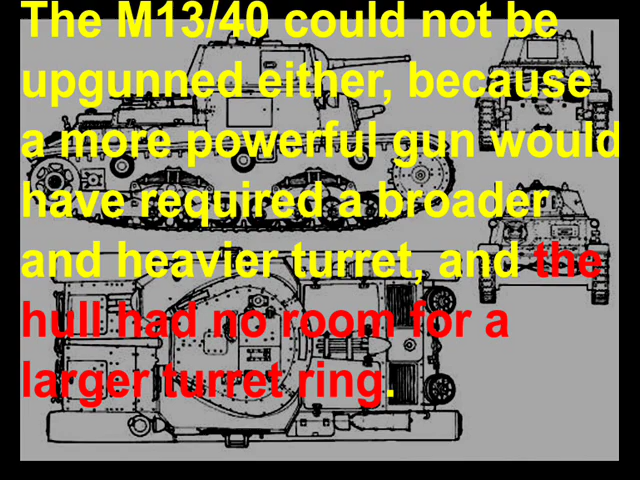 The M13/40 could not be
upgunned either, because
a more powerful gun would
have required a broader
and heavier turret, and the
hull had no room for a
larger turret ring.